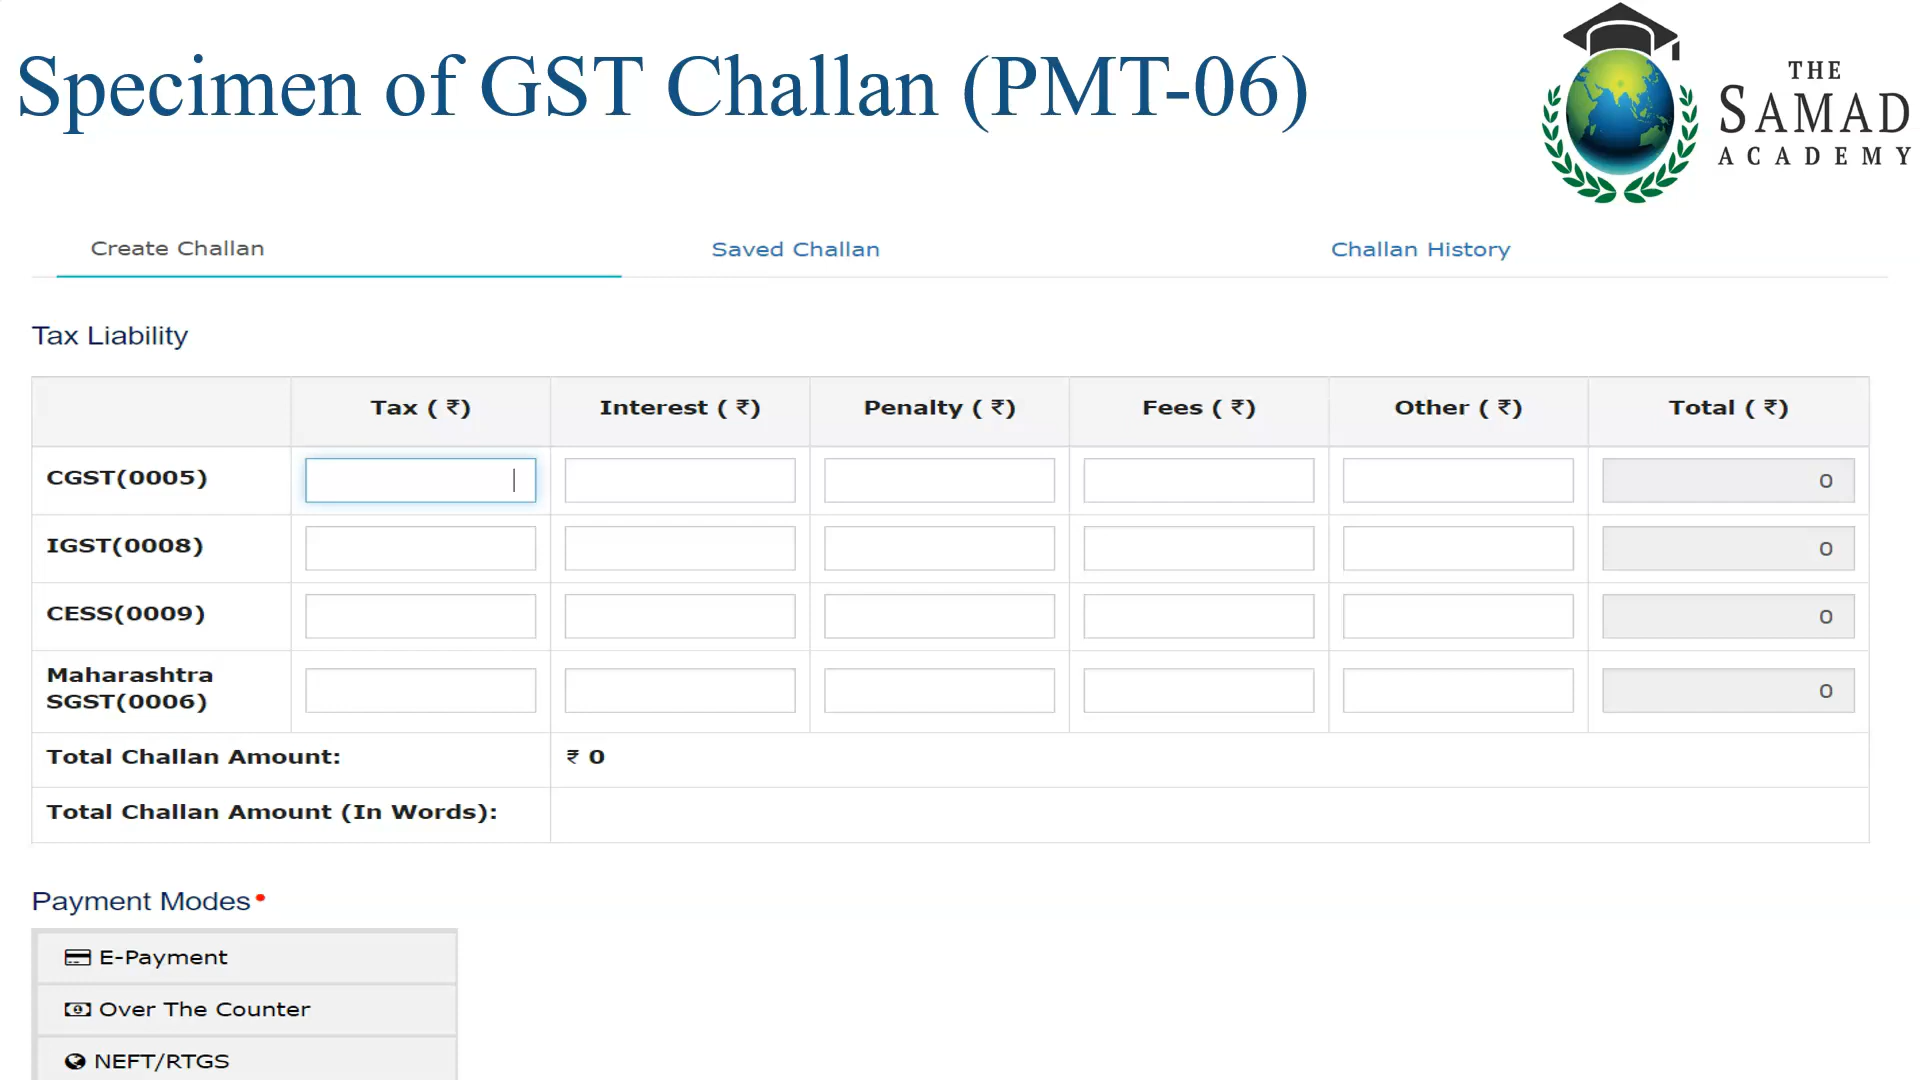 Specimen of GST Challan (PMT-06)
THE
SAMAD
ACADEMY
Create Challan
Saved Challan
Challan History
Tax Liability
Tax ( ₹)
Interest ( ₹)
Penalty ( ₹)
Fees ( ₹)
Other ( ₹)
Total ( ₹)
CGST(0005)
0
IGST(0008)
0
CESS(0009)
0
Maharashtra
SGST(0006)
0
Total Challan Amount:
₹ 0
Total Challan Amount (In Words):
Payment Modes•
E-Payment
Over The Counter
NEFT/RTGS